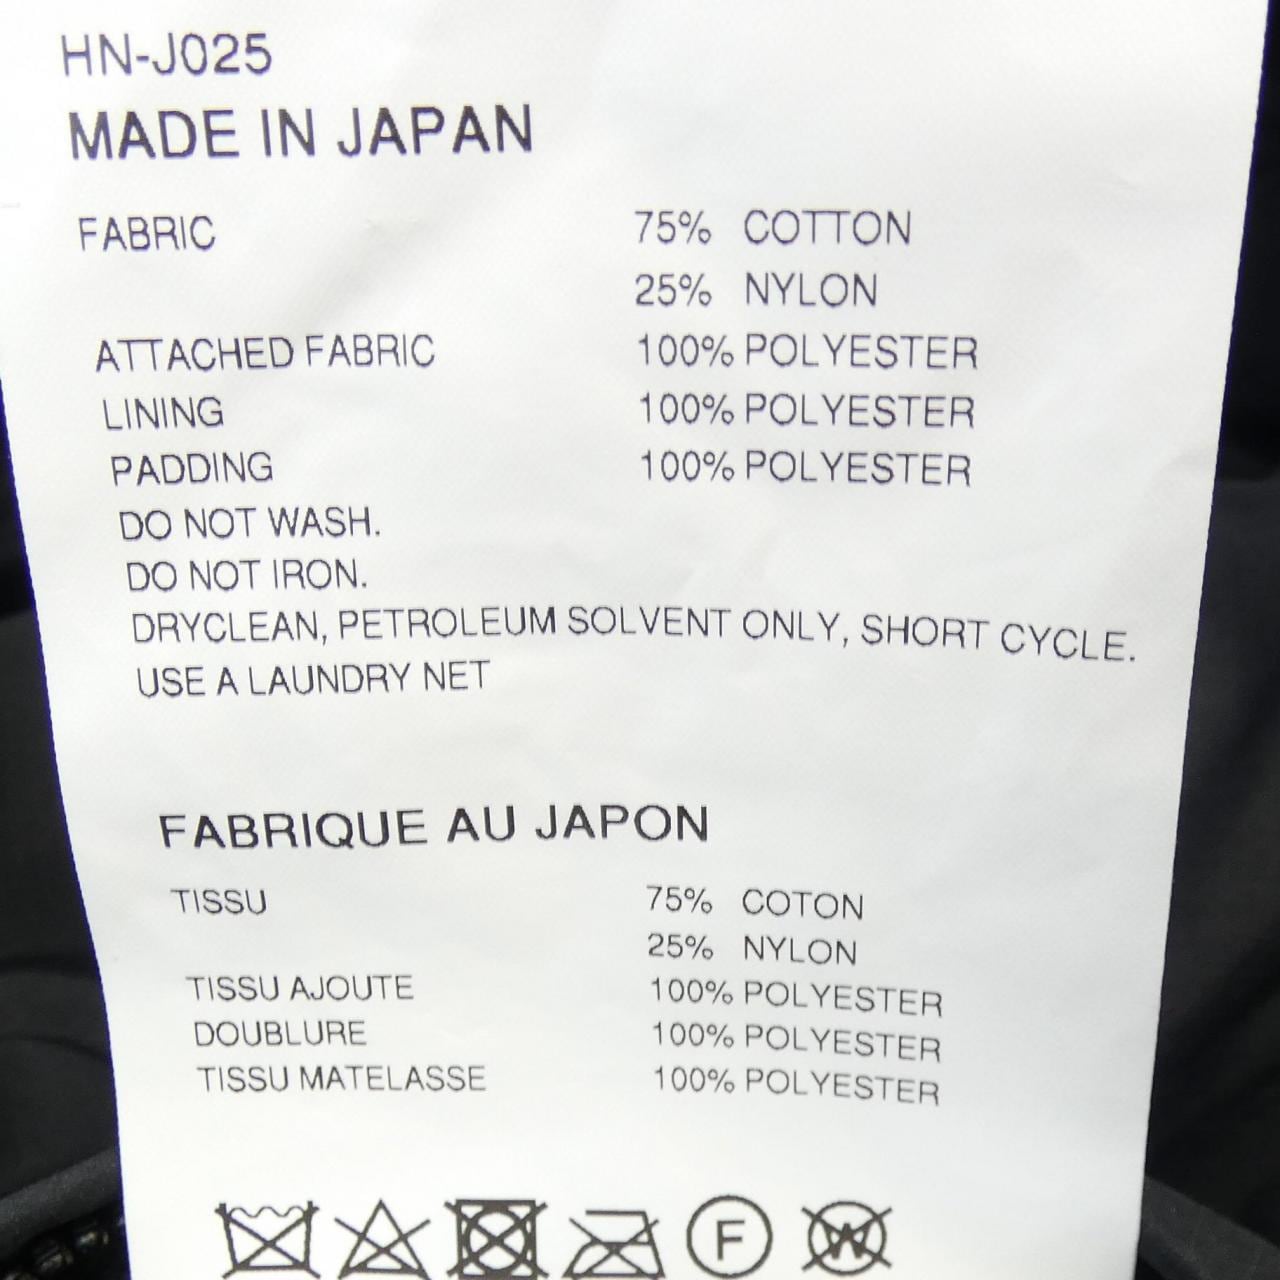 HN-J025
MADE IN JAPAN
FABRIC 75% COTTON
25% NYLON
ATTACHED FABRIC 100% POLYESTER
LINING 100% POLYESTER
PADDING 100% POLYESTER
DO NOT WASH.
DO NOT IRON.
DRYCLEAN, PETROLEUM SOLVENT ONLY, SHORT CYCLE.
USE A LAUNDRY NET
FABRIQUE AU JAPON
TISSU 75% COTON
25% NYLON
TISSU AJOUTE 100% POLYESTER
DOUBLURE 100% POLYESTER
TISSU MATELASSE 100% POLYESTER
F W